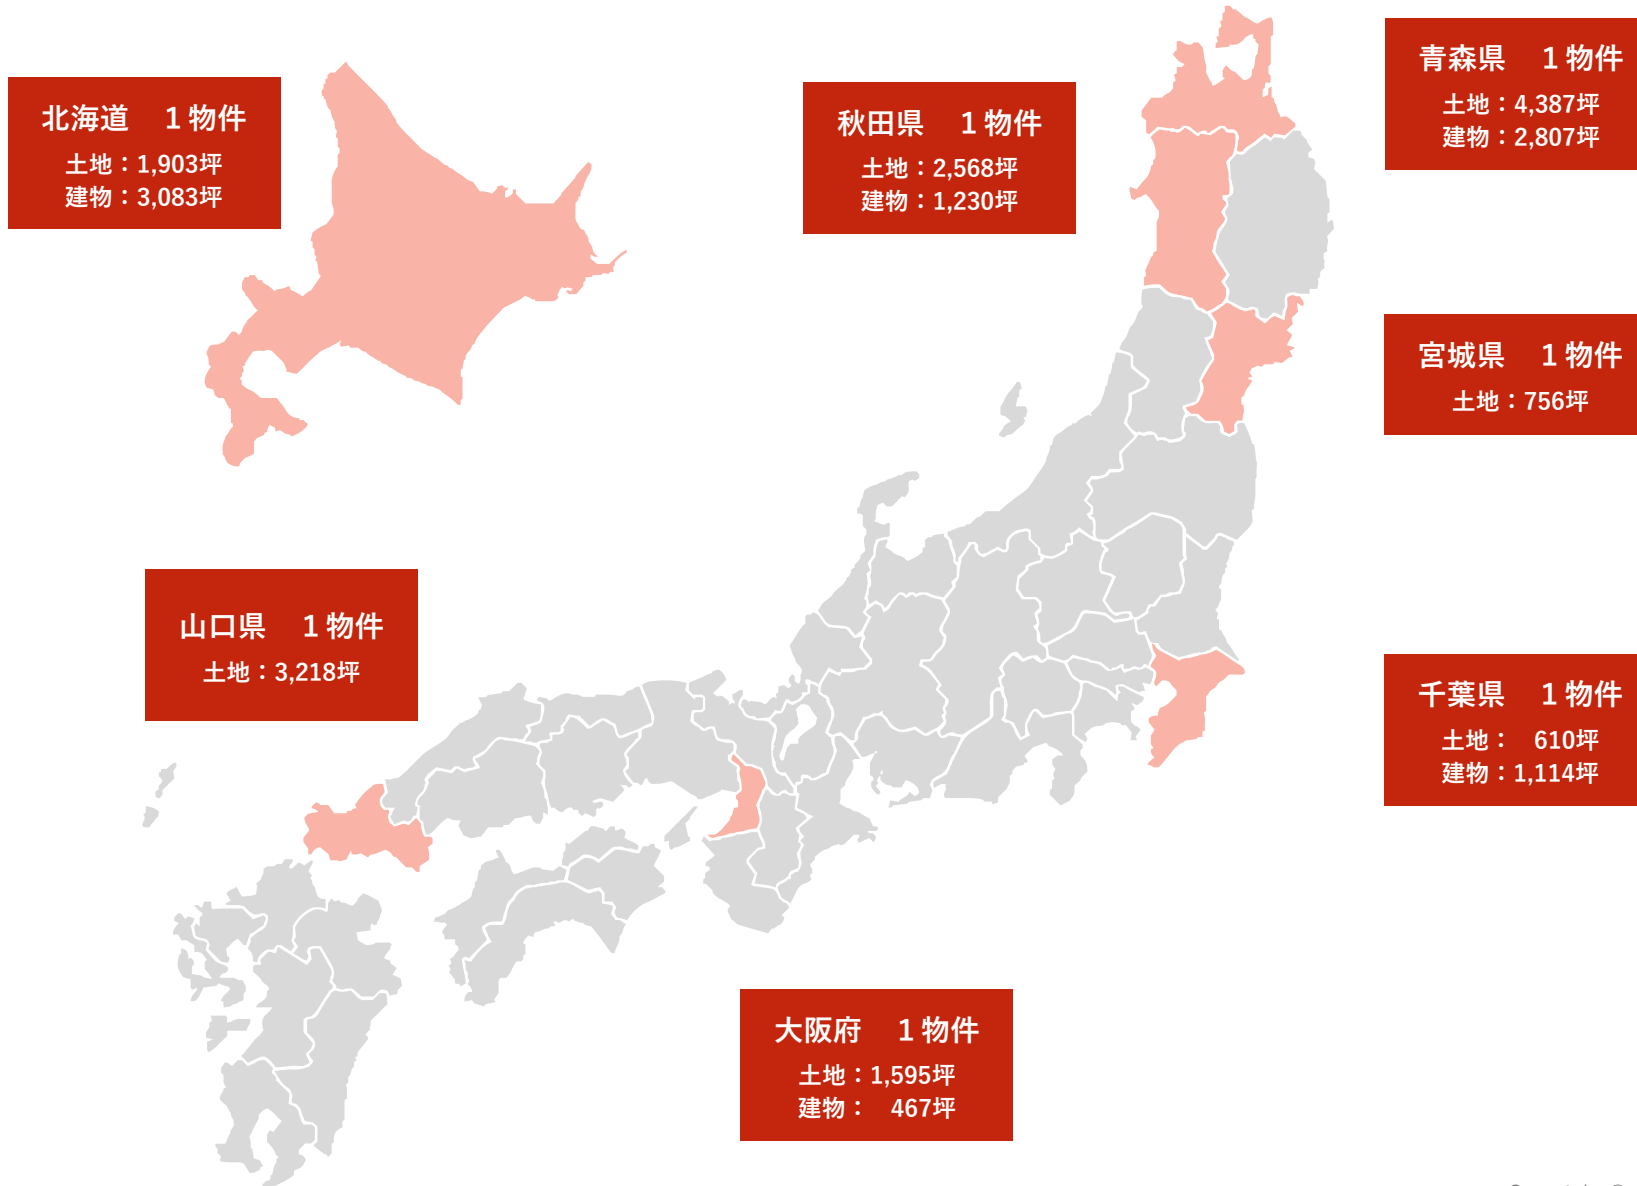 北海道　1物件
土地：1,903坪
建物：3,083坪
秋田県　1物件
土地：2,568坪
建物：1,230坪
青森県　1物件
土地：4,387坪
建物：2,807坪
宮城県　1物件
土地：756坪
山口県　1物件
土地：3,218坪
千葉県　1物件
土地：　610坪
建物：1,114坪
大阪府　1物件
土地：1,595坪
建物：　467坪